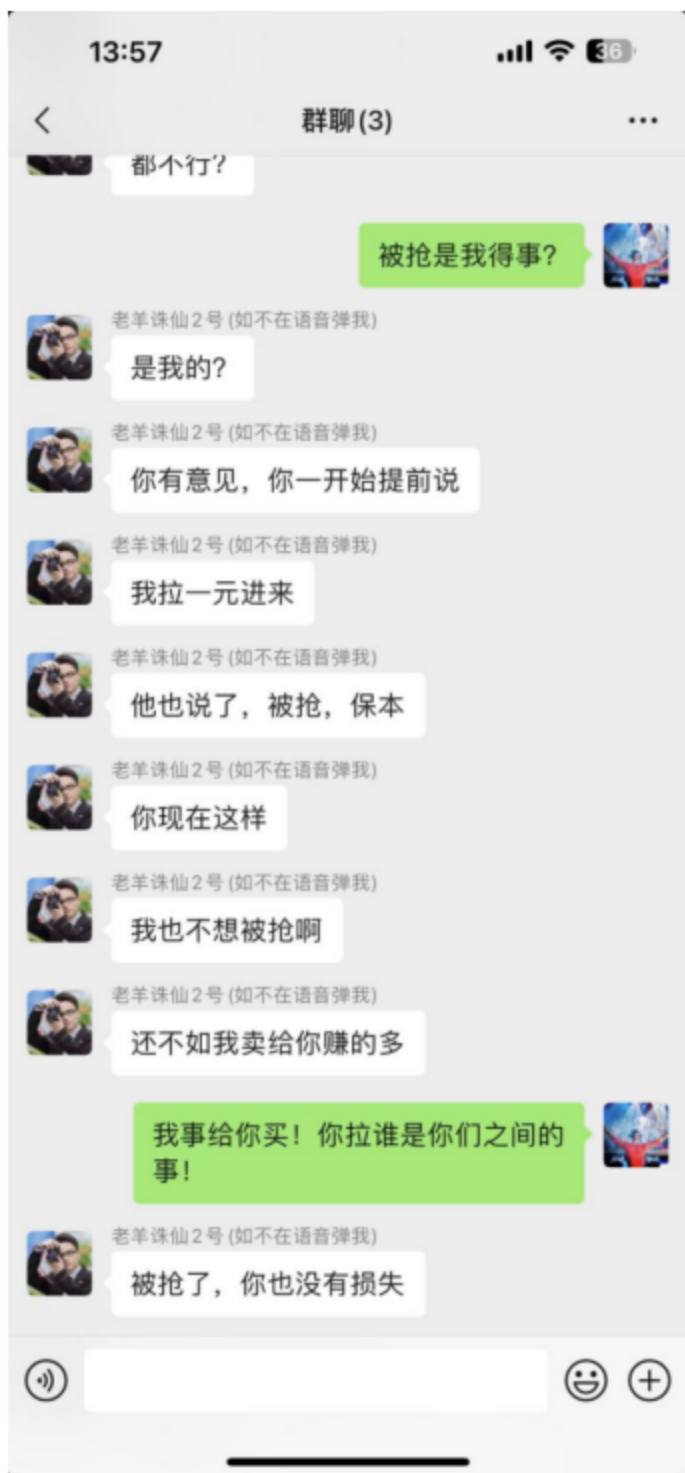 13:57
36
群聊(3)
都不行?
被抢是我得事?
老羊诛仙2号(如不在语音弹我)
是我的?
老羊诛仙2号(如不在语音弹我)
你有意见，你一开始提前说
老羊诛仙2号(如不在语音弹我)
我拉一元进来
老羊诛仙2号(如不在语音弹我)
他也说了，被抢，保本
老羊诛仙2号(如不在语音弹我)
你现在这样
老羊诛仙2号(如不在语音弹我)
我也不想被抢啊
老羊诛仙2号(如不在语音弹我)
还不如我卖给你赚的多
我事给你买！你拉谁是你们之间的
事！
老羊诛仙2号(如不在语音弹我)
被抢了，你也没有损失